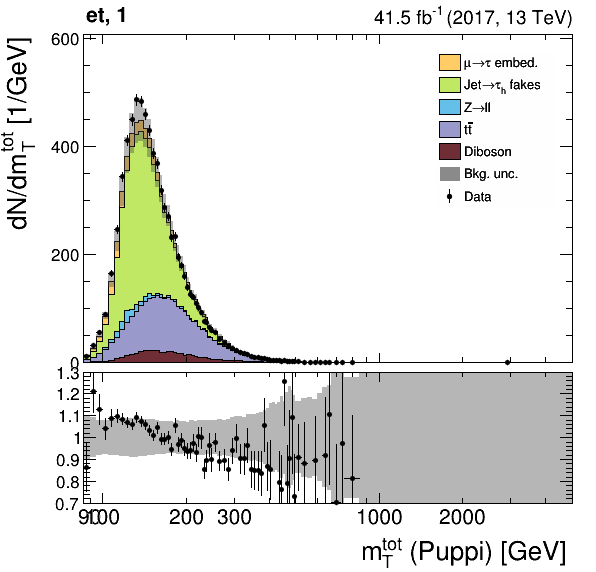 et, 1
41.5 fb⁻¹ (2017, 13 TeV)
dN/dm_T^tot [1/GeV]
600
400
200
0
μ→τ embed.
Jet→τ_h fakes
Z→ll
tt̄
Diboson
Bkg. unc.
Data
1.3
1.2
1.1
1
0.9
0.8
0.7
90
100
200
300
1000
2000
m_T^tot (Puppi) [GeV]